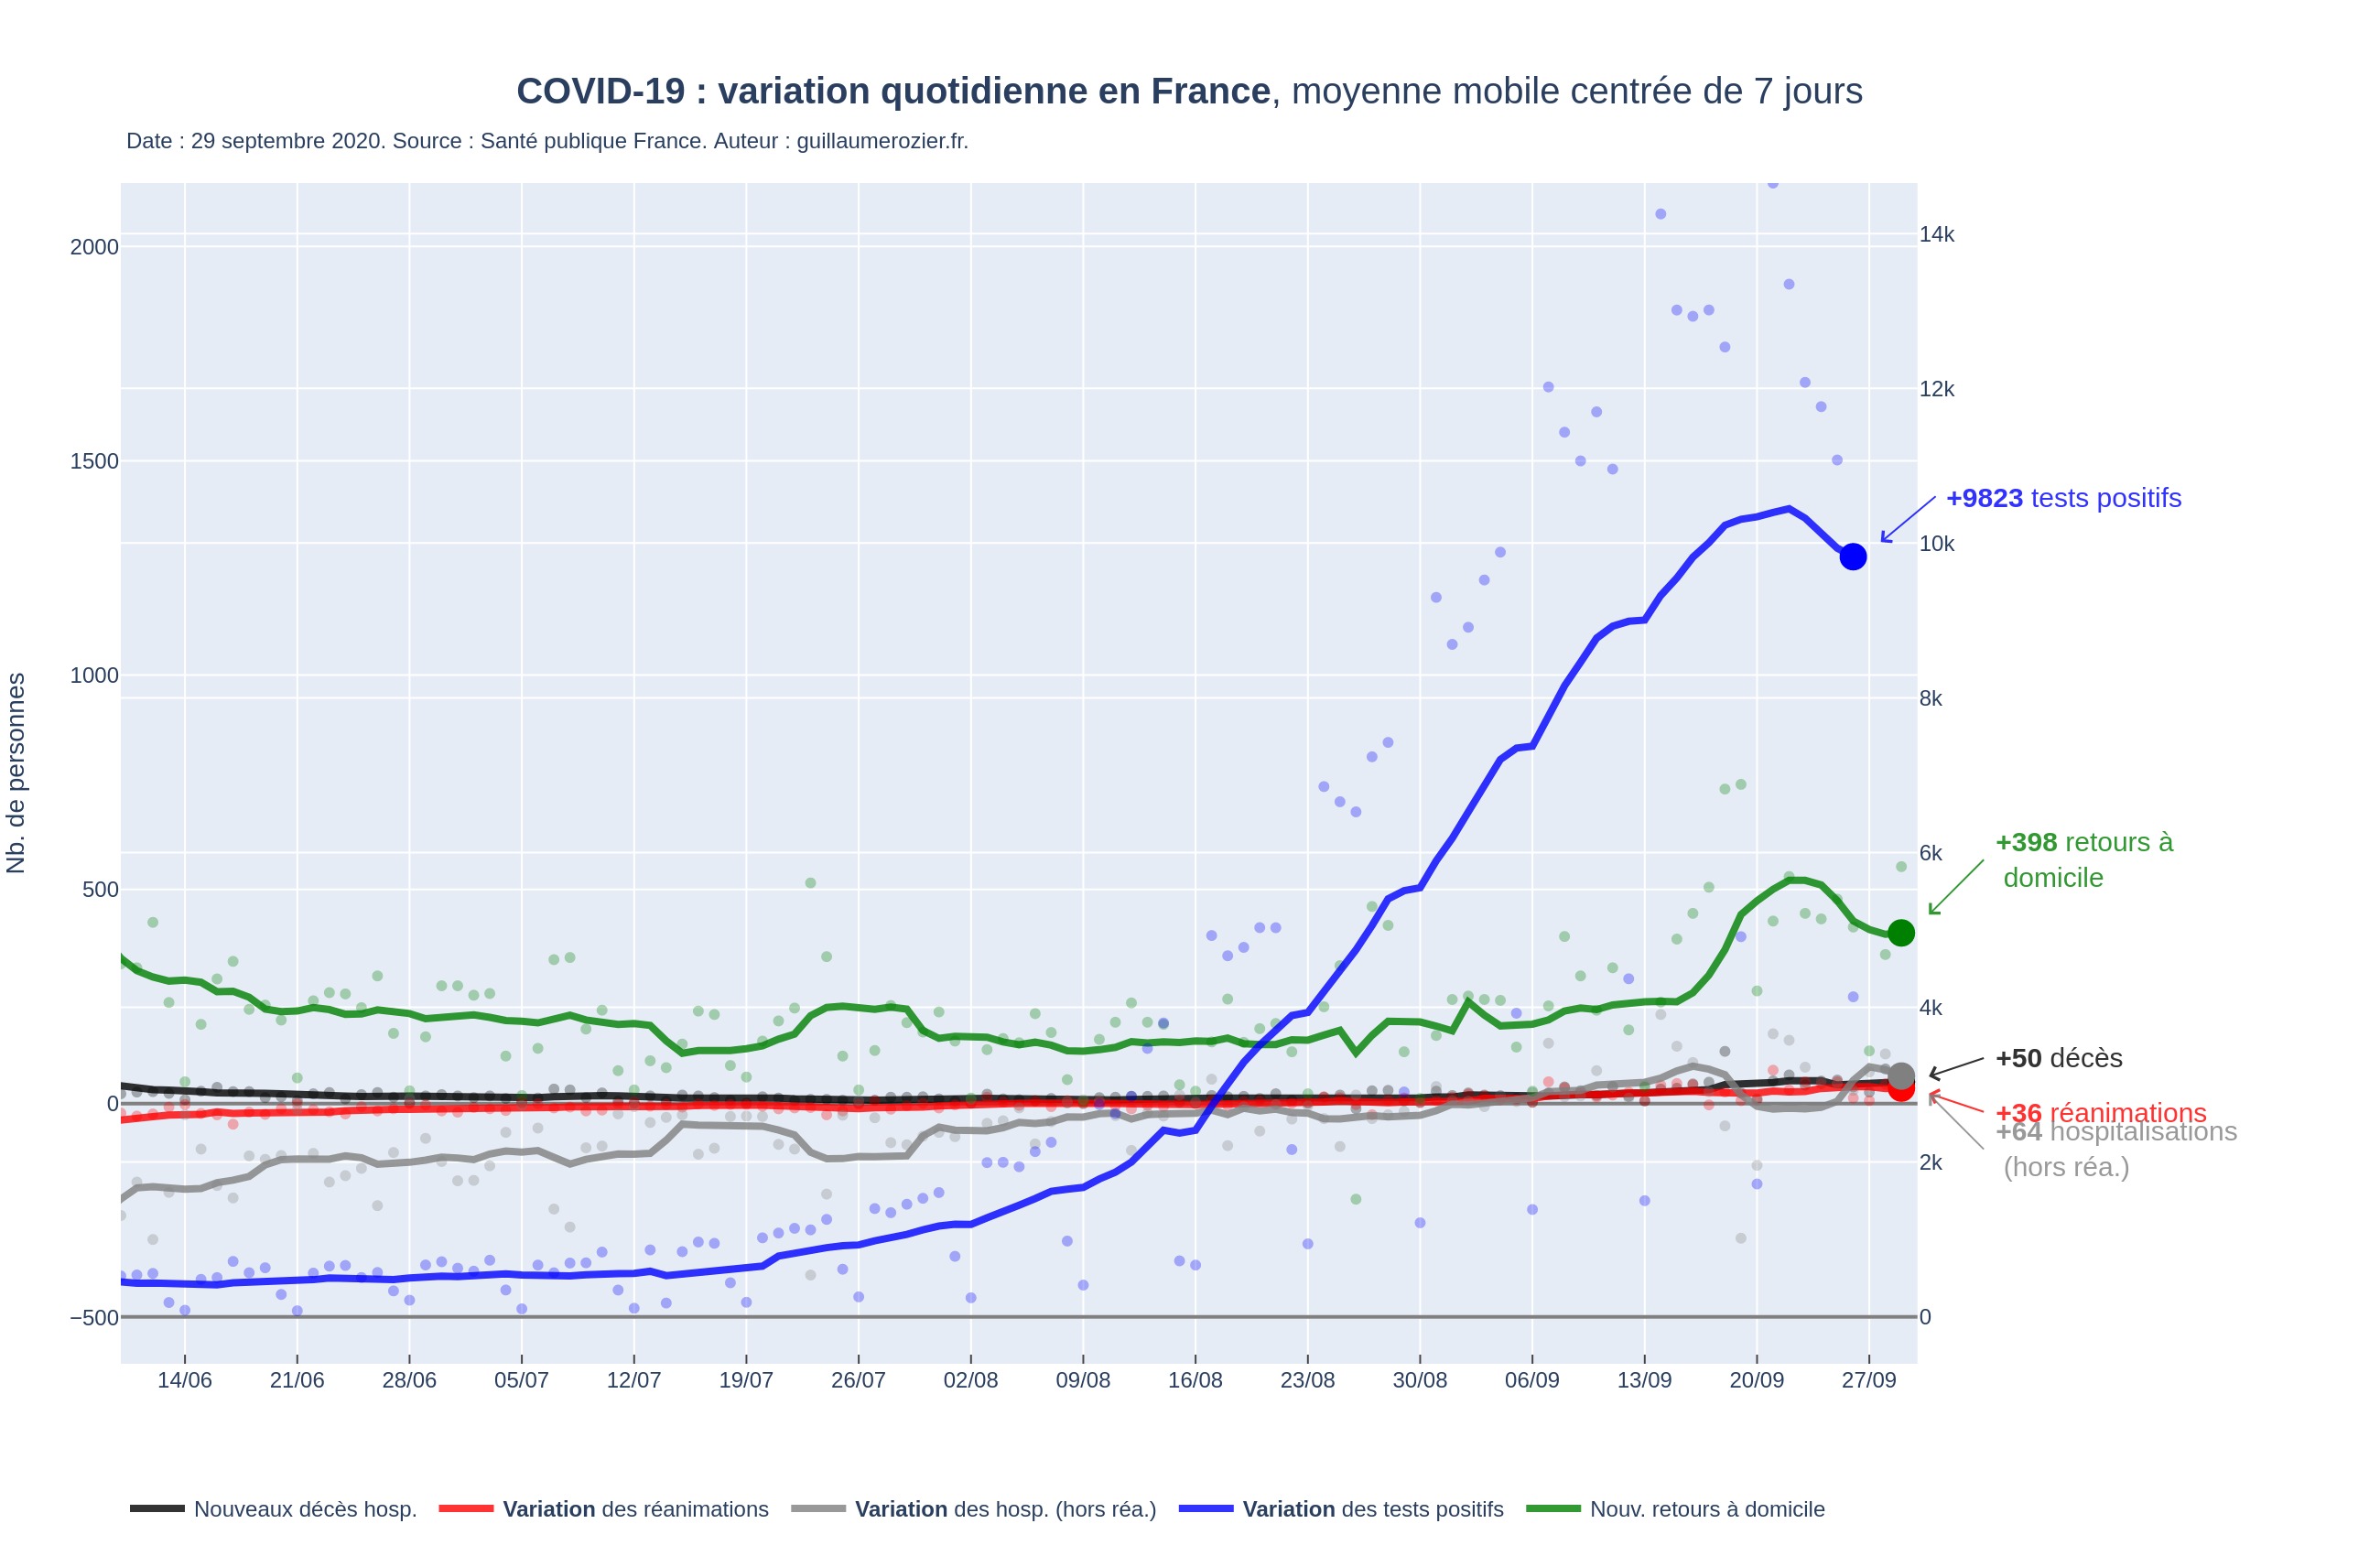 COVID-19 : variation quotidienne en France, moyenne mobile centrée de 7 jours
Date : 29 septembre 2020. Source : Santé publique France. Auteur : guillaumerozier.fr.
Nb. de personnes
2000
1500
1000
500
0
−500
14k
12k
10k
8k
6k
4k
2k
0
+9823 tests positifs
+398 retours à
domicile
+50 décès
+36 réanimations
+64 hospitalisations
(hors réa.)
14/06 21/06 28/06 05/07 12/07 19/07 26/07 02/08 09/08 16/08 23/08 30/08 06/09 13/09 20/09 27/09
Nouveaux décès hosp. Variation des réanimations Variation des hosp. (hors réa.) Variation des tests positifs Nouv. retours à domicile